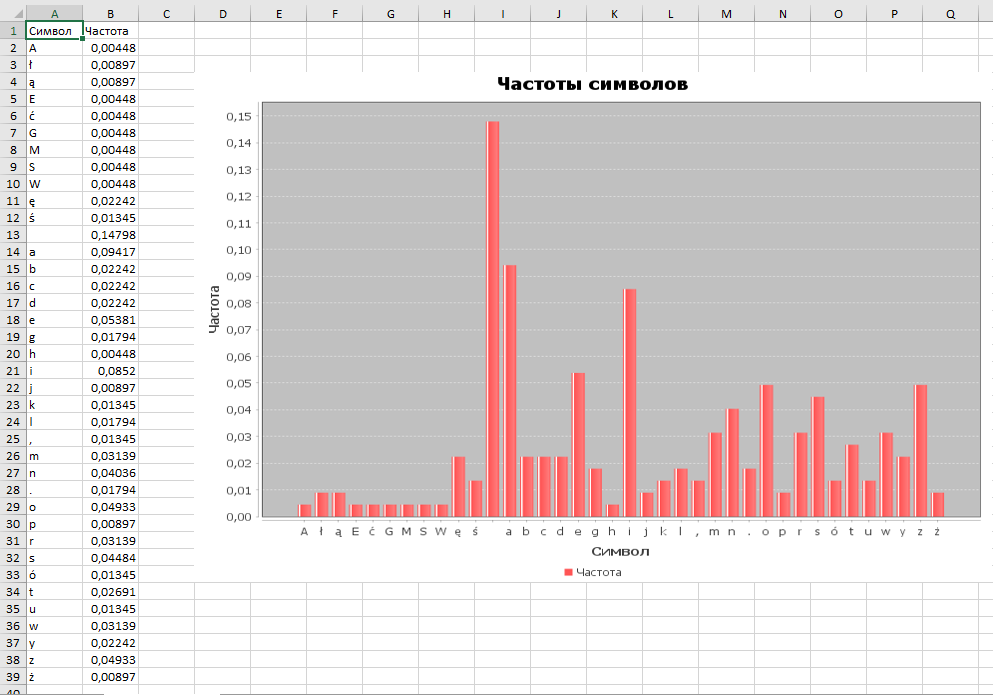 A B C D E F G H I J K L M N O P Q
1 Символ Частота
2 A 0,00448
3 ł 0,00897
4 ą 0,00897
5 E 0,00448
6 ć 0,00448
7 G 0,00448
8 M 0,00448
9 S 0,00448
10 W 0,00448
11 ę 0,02242
12 ś 0,01345
13 0,14798
14 a 0,09417
15 b 0,02242
16 c 0,02242
17 d 0,02242
18 e 0,05381
19 g 0,01794
20 h 0,00448
21 i 0,0852
22 j 0,00897
23 k 0,01345
24 l 0,01794
25 , 0,01345
26 m 0,03139
27 n 0,04036
28 . 0,01794
29 o 0,04933
30 p 0,00897
31 r 0,03139
32 s 0,04484
33 ó 0,01345
34 t 0,02691
35 u 0,01345
36 w 0,03139
37 y 0,02242
38 z 0,04933
39 ż 0,00897
Частоты символов
Частота
0,15
0,14
0,13
0,12
0,11
0,10
0,09
0,08
0,07
0,06
0,05
0,04
0,03
0,02
0,01
0,00
A ł ą E ć G M S W ę ś a b c d e g h i j k l , m n . o p r s ó t u w y z ż
Символ
Частота